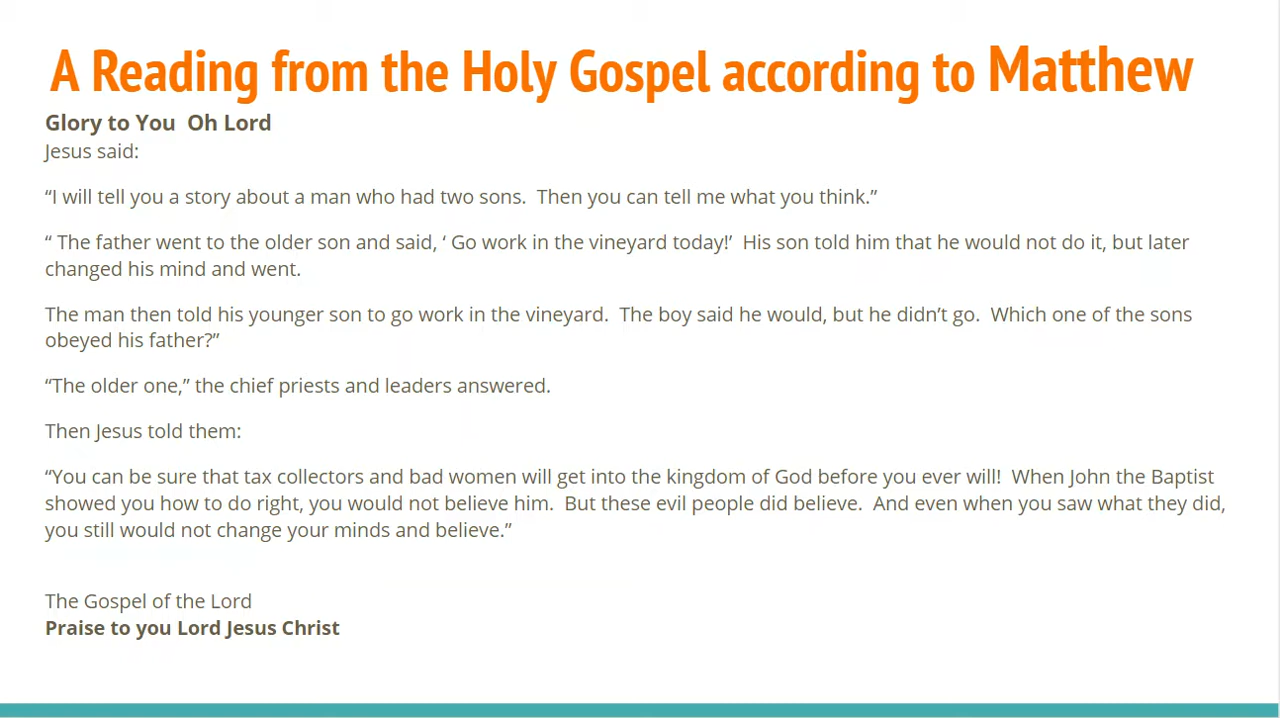 A Reading from the Holy Gospel according to Matthew
Glory to You  Oh Lord
Jesus said:
“I will tell you a story about a man who had two sons.  Then you can tell me what you think.”
“ The father went to the older son and said, ‘ Go work in the vineyard today!’  His son told him that he would not do it, but later
changed his mind and went.
The man then told his younger son to go work in the vineyard.  The boy said he would, but he didn’t go.  Which one of the sons
obeyed his father?”
“The older one,” the chief priests and leaders answered.
Then Jesus told them:
“You can be sure that tax collectors and bad women will get into the kingdom of God before you ever will!  When John the Baptist
showed you how to do right, you would not believe him.  But these evil people did believe.  And even when you saw what they did,
you still would not change your minds and believe.”
The Gospel of the Lord
Praise to you Lord Jesus Christ